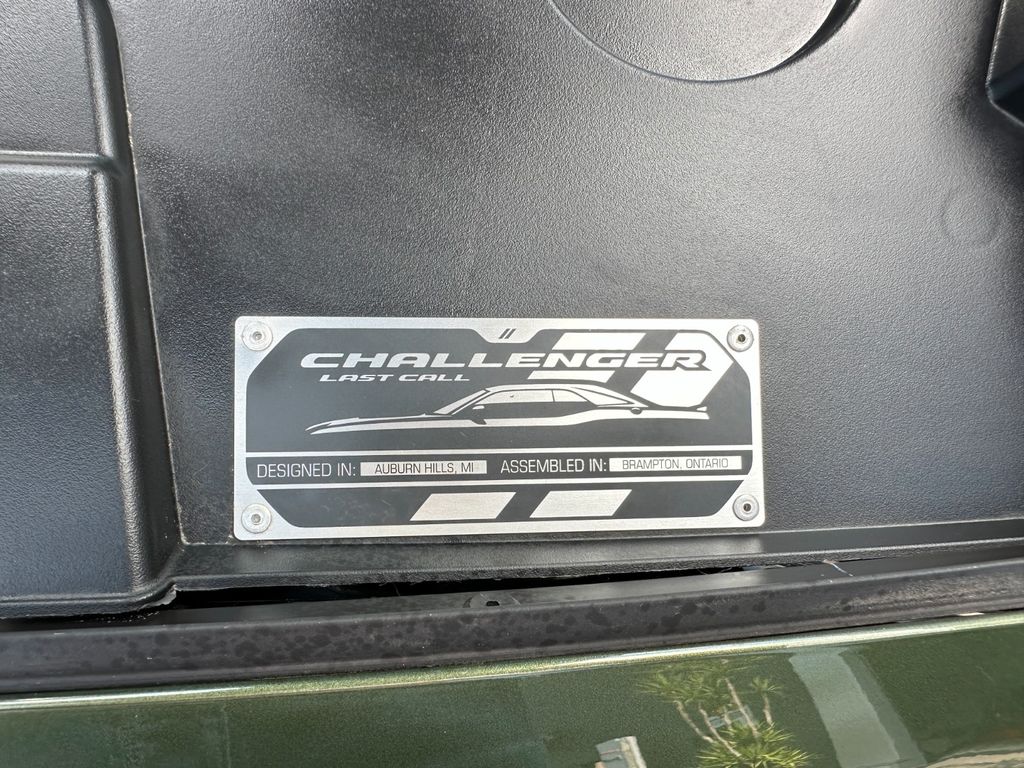 CHALLENGER
LAST CALL
DESIGNED IN: AUBURN HILLS, MI ASSEMBLED IN: BRAMPTON, ONTARIO